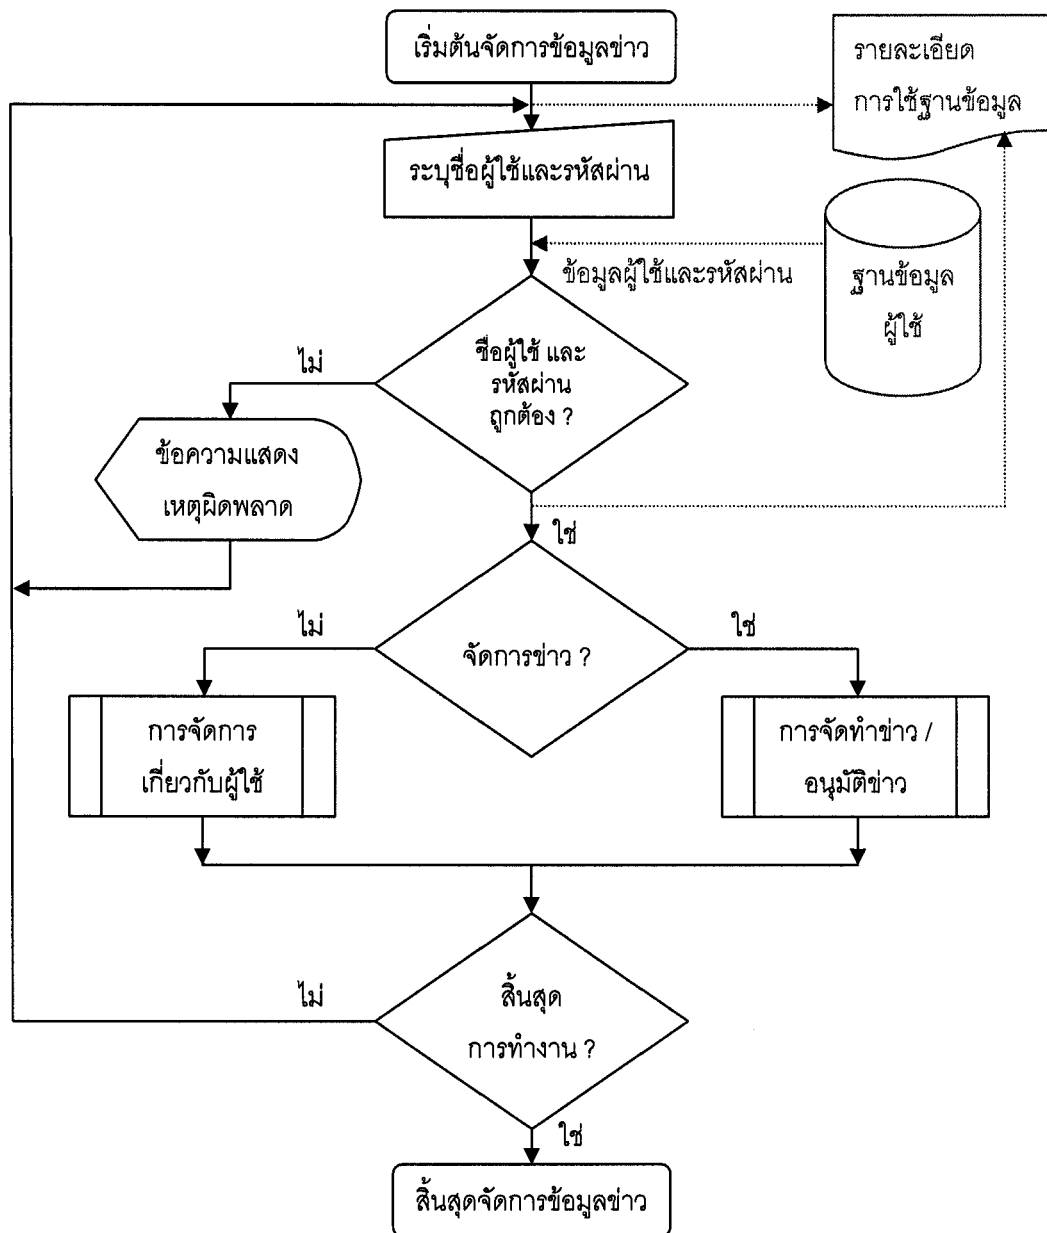 เริ่มต้นจัดการข้อมูลข่าว
รายละเอียด
การใช้ฐานข้อมูล
ระบุชื่อผู้ใช้และรหัสผ่าน
ข้อมูลผู้ใช้และรหัสผ่าน
ฐานข้อมูล
ผู้ใช้
ชื่อผู้ใช้ และ
รหัสผ่าน
ถูกต้อง ?
ไม่
ข้อความแสดง
เหตุผิดพลาด
ใช่
ไม่
จัดการข่าว ?
ใช่
การจัดการ
เกี่ยวกับผู้ใช้
การจัดทำข่าว /
อนุมัติข่าว
ไม่
สิ้นสุด
การทำงาน ?
ใช่
สิ้นสุดจัดการข้อมูลข่าว